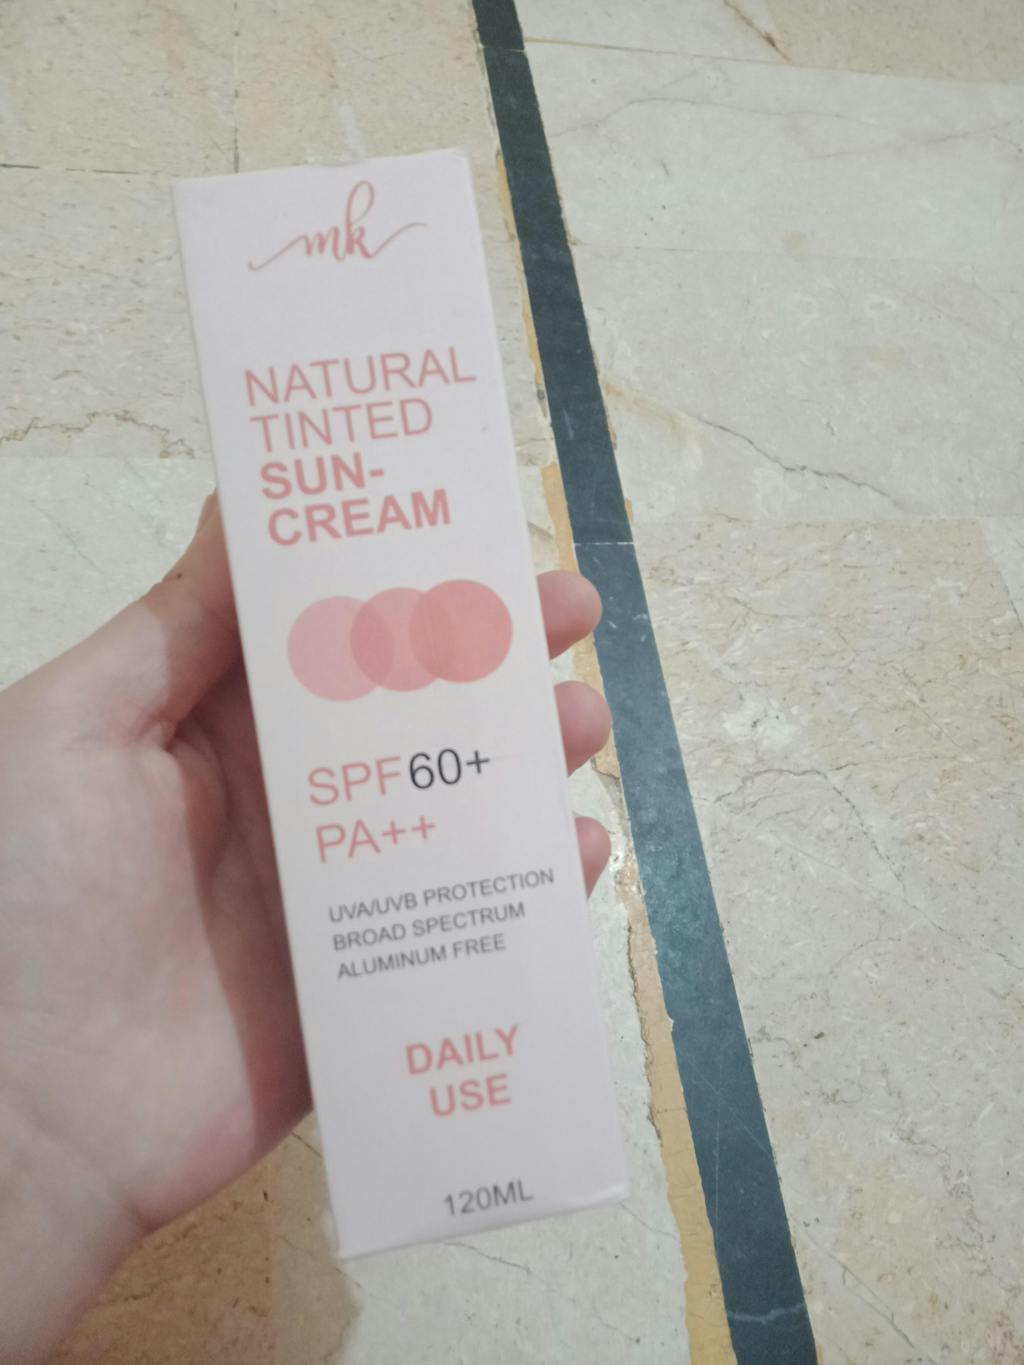 mk
NATURAL
TINTED
SUN-
CREAM
SPF60+
PA++
UVA/UVB PROTECTION
BROAD SPECTRUM
ALUMINUM FREE
DAILY
USE
120ML